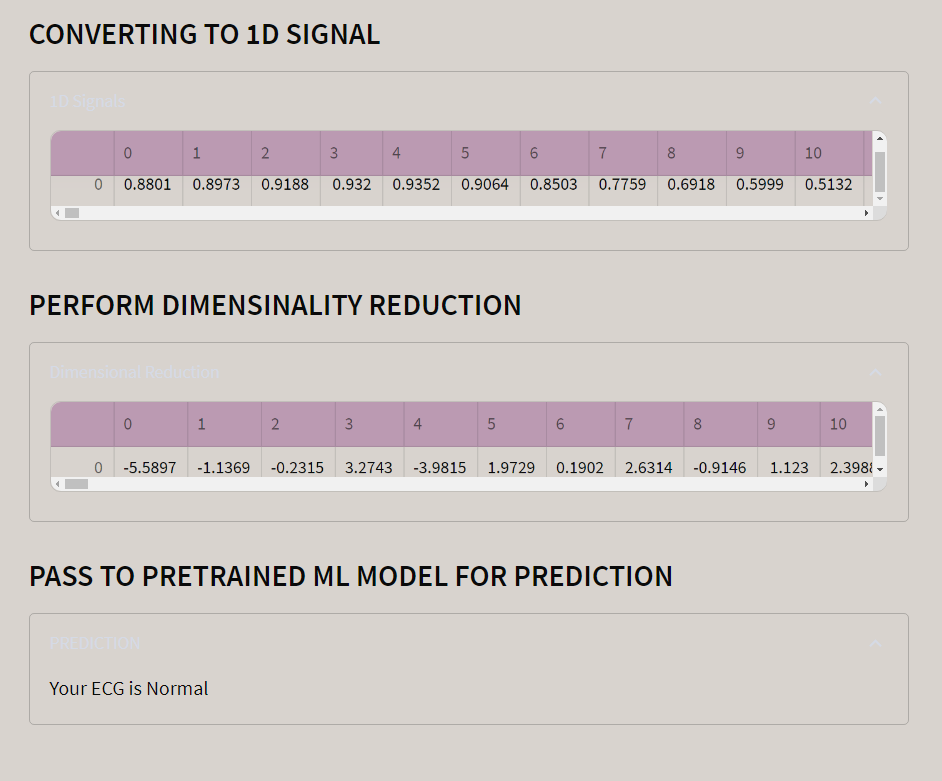 CONVERTING TO 1D SIGNAL
1D Signals
0 1 2 3 4 5 6 7 8 9 10
0 0.8801 0.8973 0.9188 0.932 0.9352 0.9064 0.8503 0.7759 0.6918 0.5999 0.5132
PERFORM DIMENSINALITY REDUCTION
Dimensional Reduction
0 1 2 3 4 5 6 7 8 9 10
0 -5.5897 -1.1369 -0.2315 3.2743 -3.9815 1.9729 0.1902 2.6314 -0.9146 1.123 2.3988
PASS TO PRETRAINED ML MODEL FOR PREDICTION
PREDICTION
Your ECG is Normal